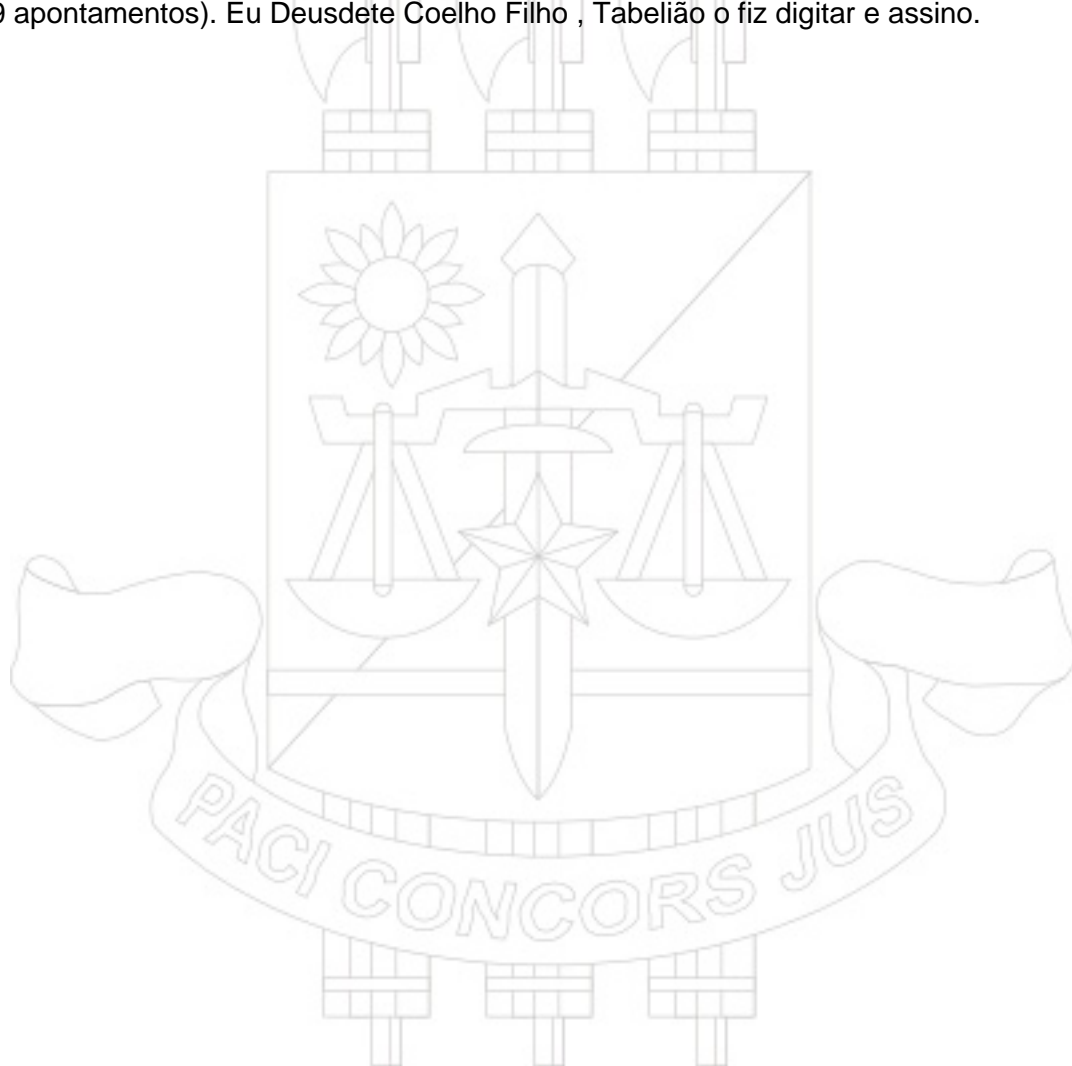 9 apontamentos). Eu Deusdete Coelho Filho , Tabelião o fiz digitar e assino.
PACI CONCORS JUS